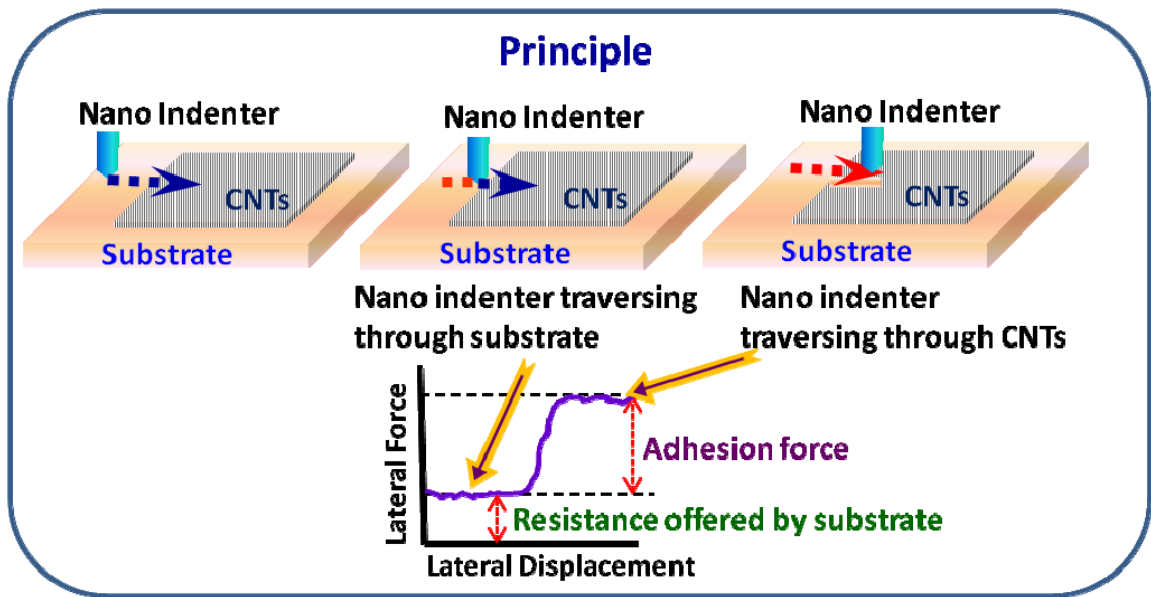 Principle
Nano Indenter
Nano Indenter
Nano Indenter
CNTs
CNTs
CNTs
Substrate
Substrate
Substrate
Nano indenter traversing
through substrate
Nano indenter
traversing through CNTs
Lateral Force
Adhesion force
Resistance offered by substrate
Lateral Displacement